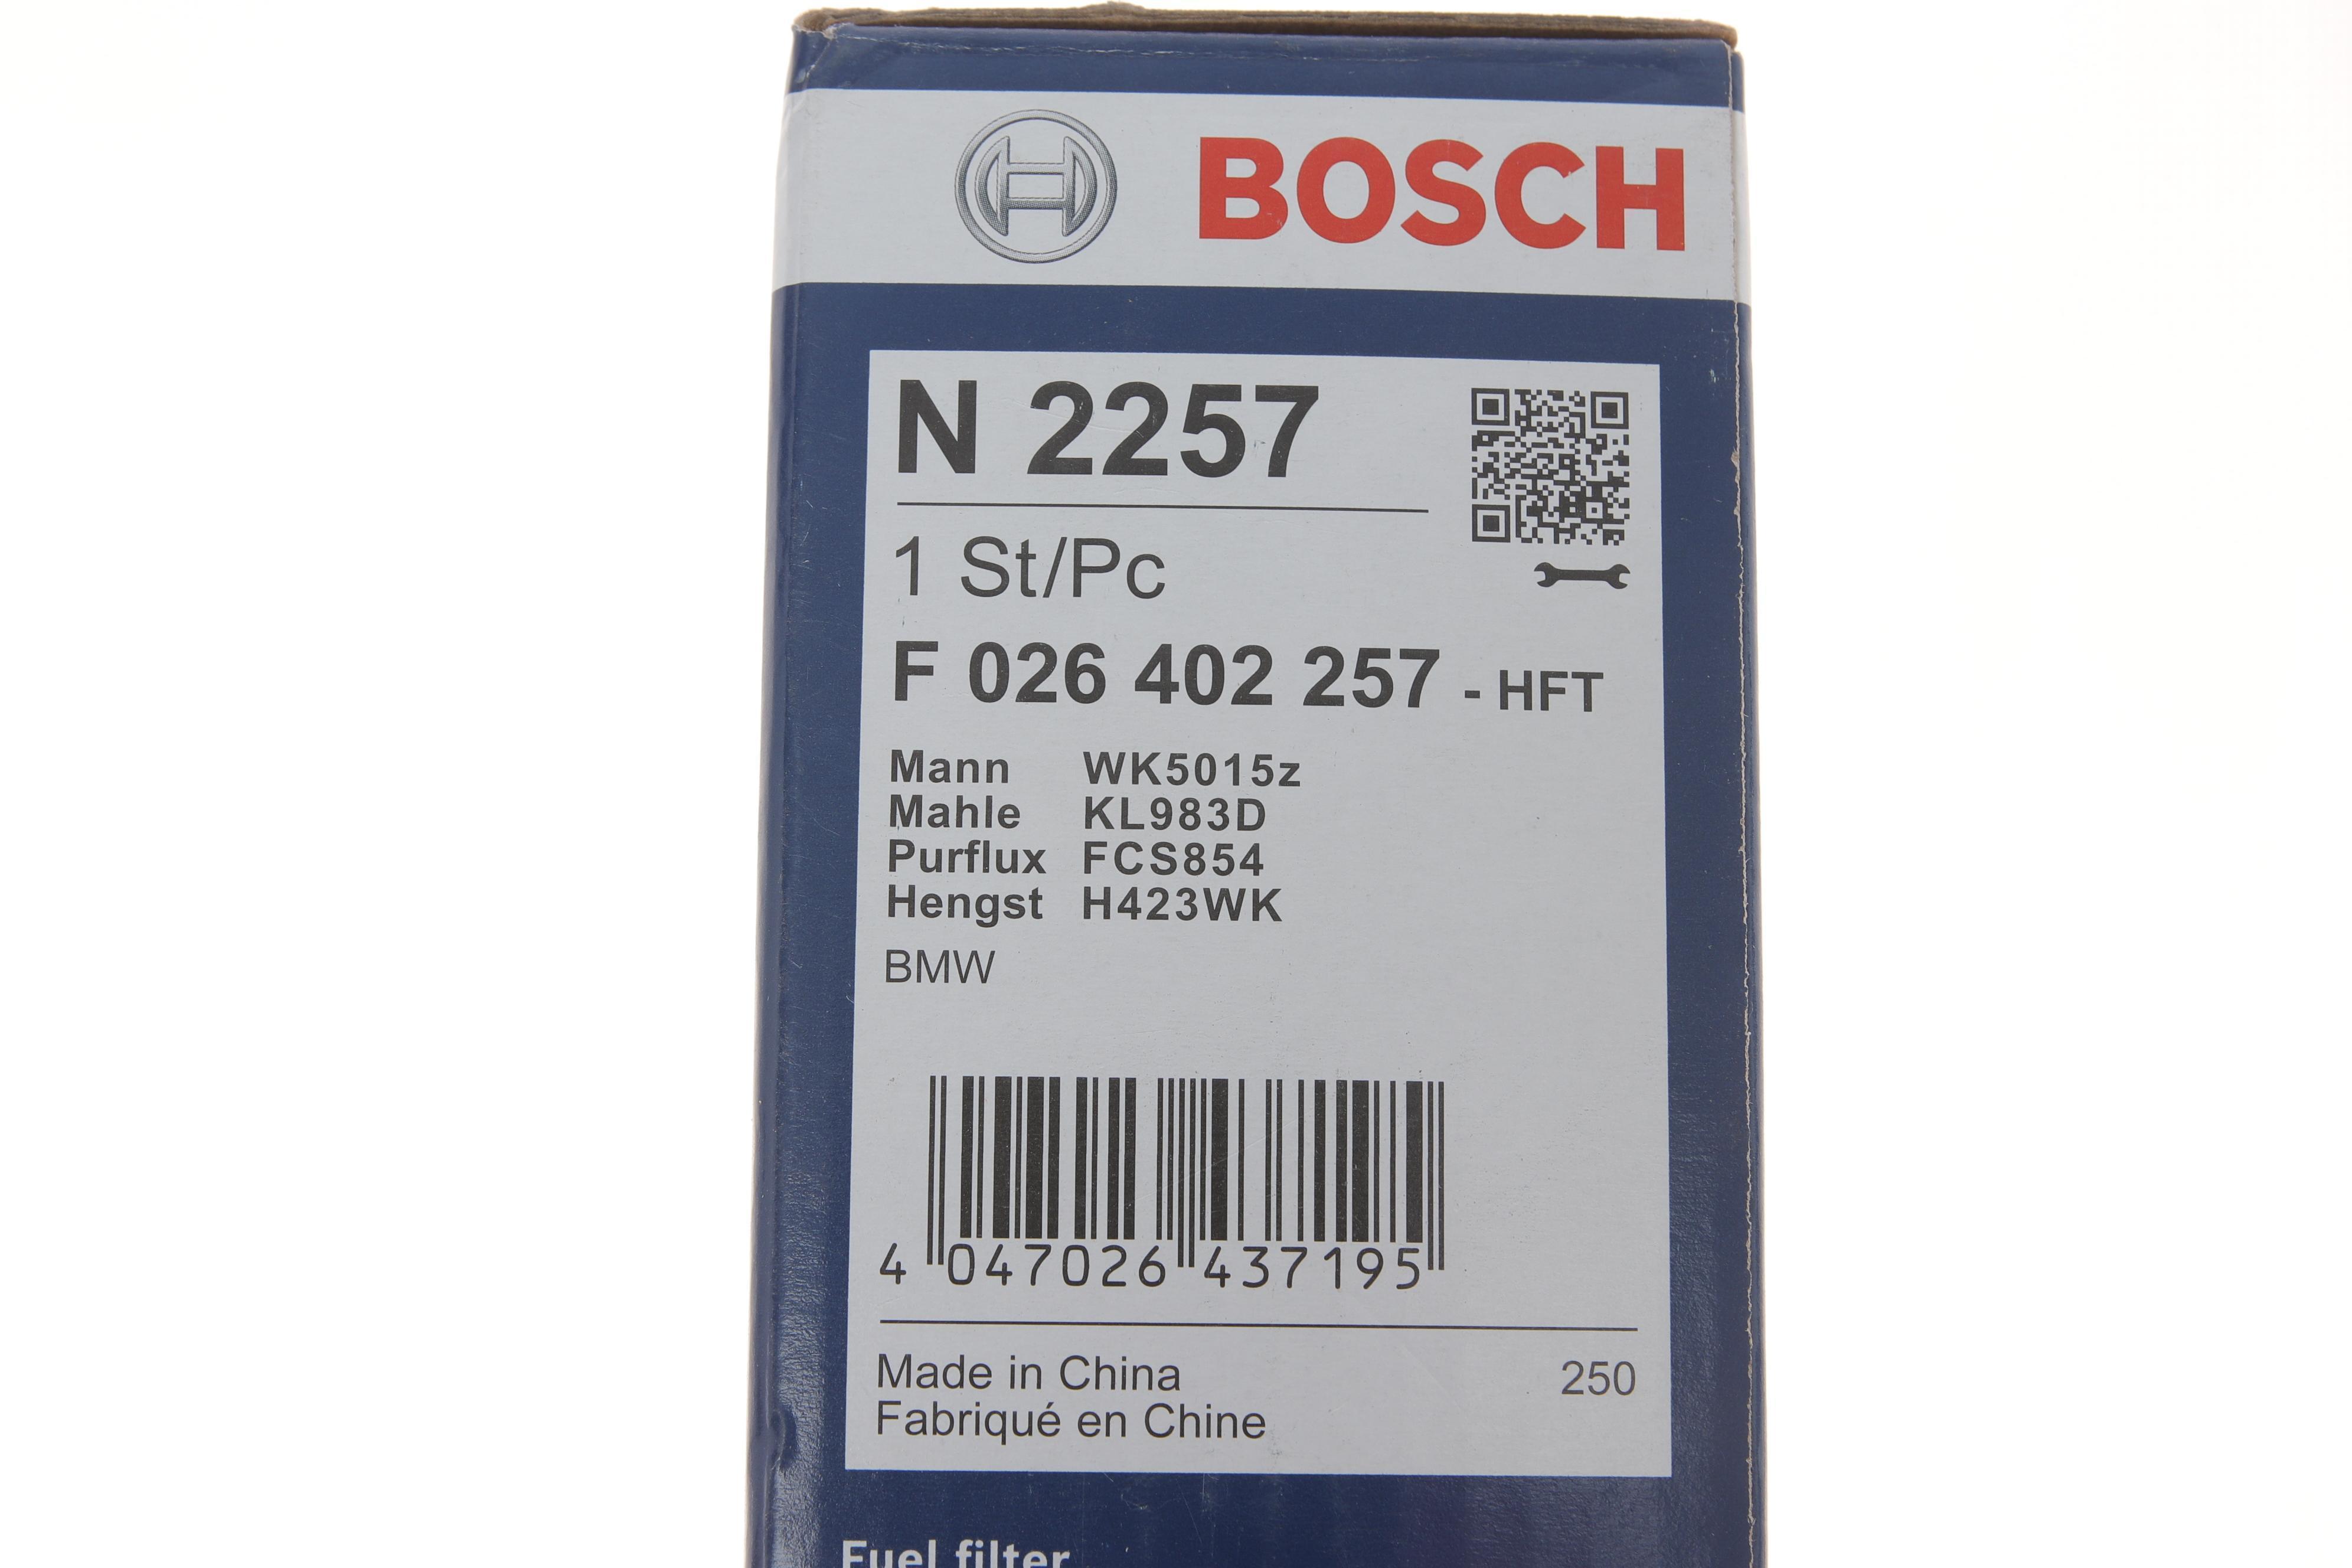 BOSCH
N 2257
1 St/Pc
F 026 402 257 - HFT
Mann WK5015z
Mahle KL983D
Purflux FCS854
Hengst H423WK
BMW
4 047026 437195
Made in China 250
Fabriqué en Chine
Fuel filter